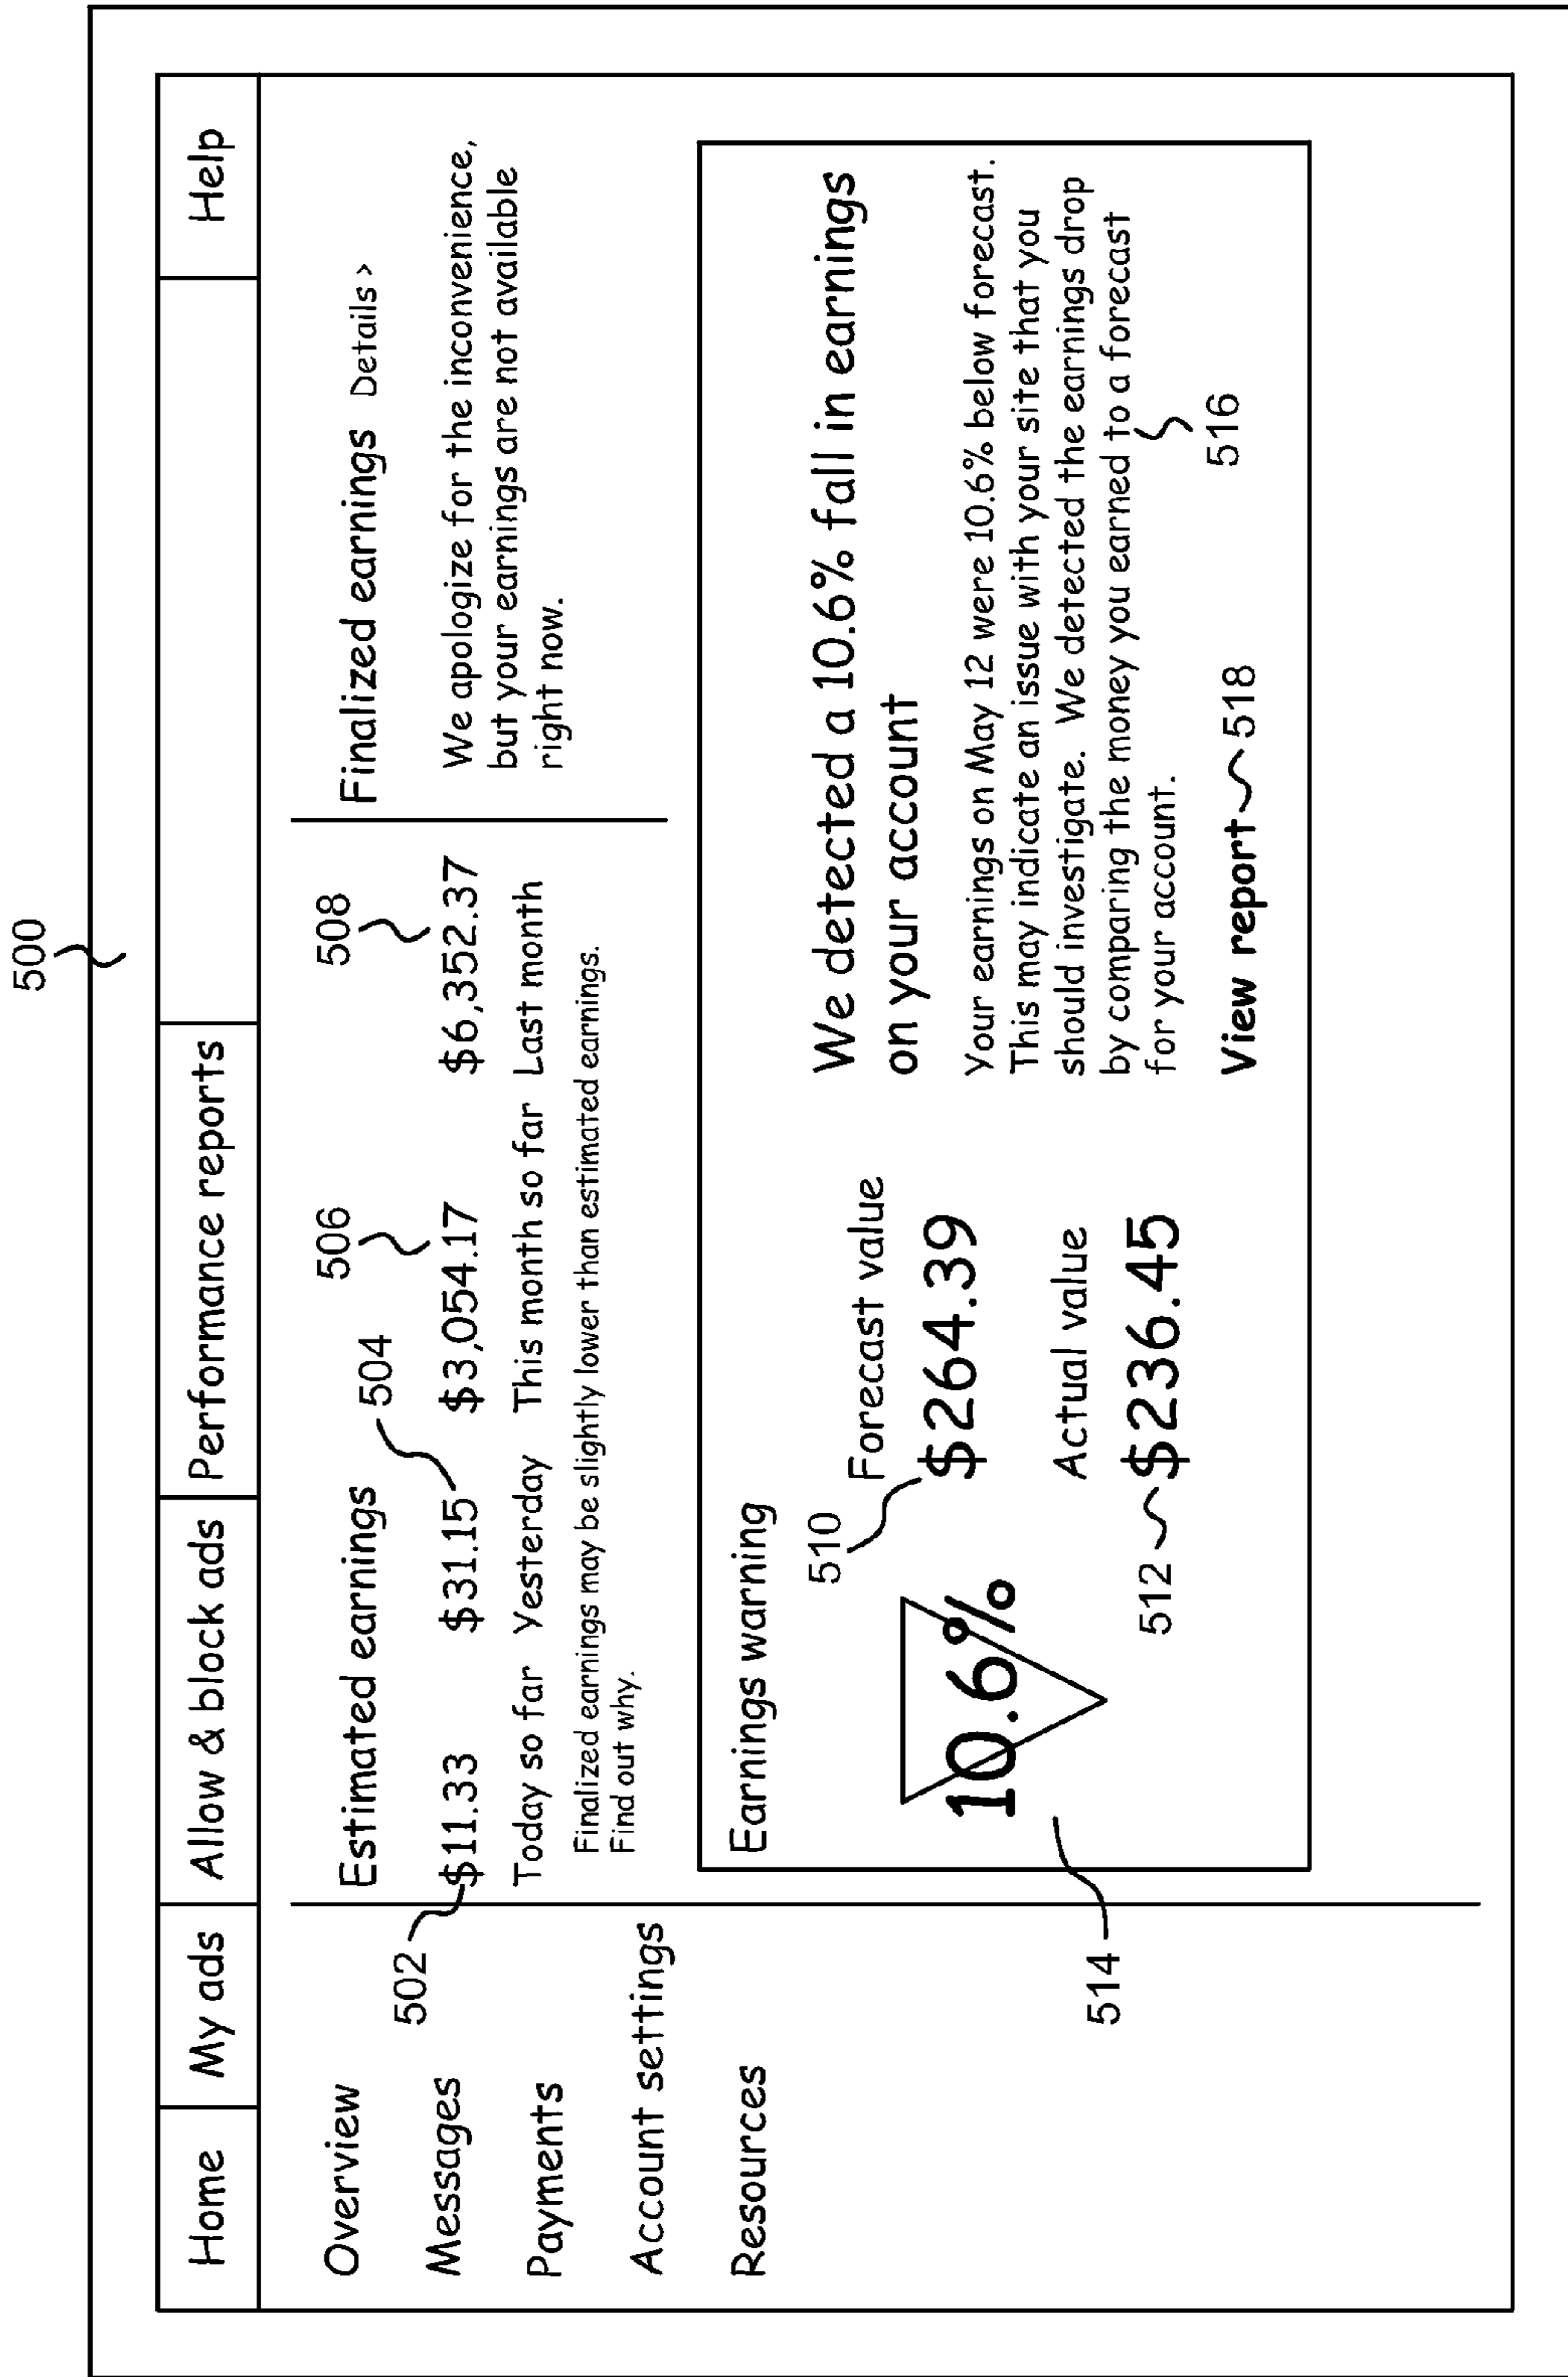 500
Home My ads Allow & block ads Performance reports Help
Overview
Messages
Payments
Account settings
Resources
Estimated earnings
502 504 506 508
$11.33 $31.15 $3,054.17 $6,352.37
Today so far Yesterday This month so far Last month
Finalized earnings may be slightly lower than estimated earnings.
Find out why.
Finalized earnings Details >
We apologize for the inconvenience,
but your earnings are not available
right now.
Earnings warning
510
10.6%
514
Forecast value
$264.39
Actual value
512 $236.45
We detected a 10.6% fall in earnings
on your account
Your earnings on May 12 were 10.6% below forecast.
This may indicate an issue with your site that you
should investigate. We detected the earnings drop
by comparing the money you earned to a forecast
for your account.
516
View report 518